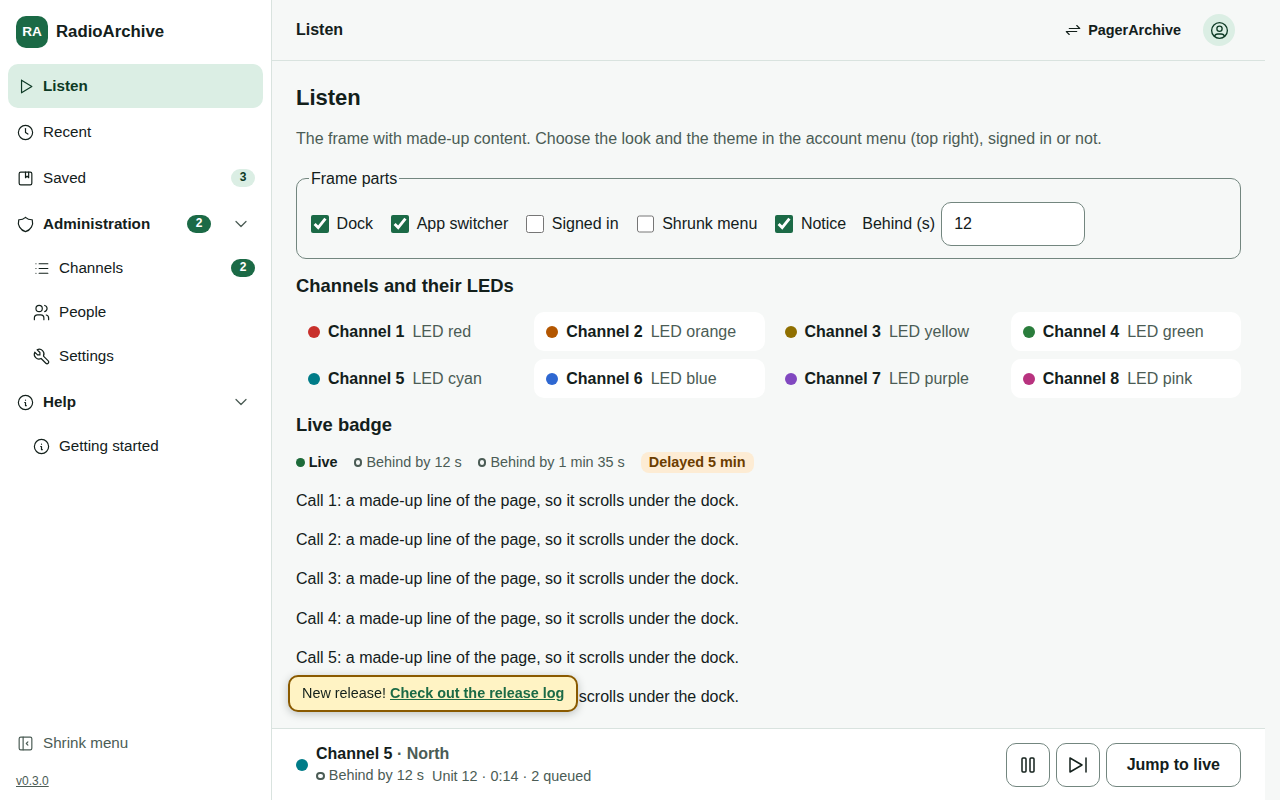 RA RadioArchive
Listen
Recent
Saved 3
Administration 2
Channels 2
People
Settings
Help
Getting started
Shrink menu
v0.3.0
Listen
PagerArchive
Listen
The frame with made-up content. Choose the look and the theme in the account menu (top right), signed in or not.
Frame parts
Dock App switcher Signed in Shrunk menu Notice Behind (s) 12
Channels and their LEDs
Channel 1 LED red Channel 2 LED orange Channel 3 LED yellow Channel 4 LED green
Channel 5 LED cyan Channel 6 LED blue Channel 7 LED purple Channel 8 LED pink
Live badge
Live Behind by 12 s Behind by 1 min 35 s Delayed 5 min
Call 1: a made-up line of the page, so it scrolls under the dock.
Call 2: a made-up line of the page, so it scrolls under the dock.
Call 3: a made-up line of the page, so it scrolls under the dock.
Call 4: a made-up line of the page, so it scrolls under the dock.
Call 5: a made-up line of the page, so it scrolls under the dock.
scrolls under the dock.
New release! Check out the release log
Channel 5 · North
Behind by 12 s Unit 12 · 0:14 · 2 queued
Jump to live